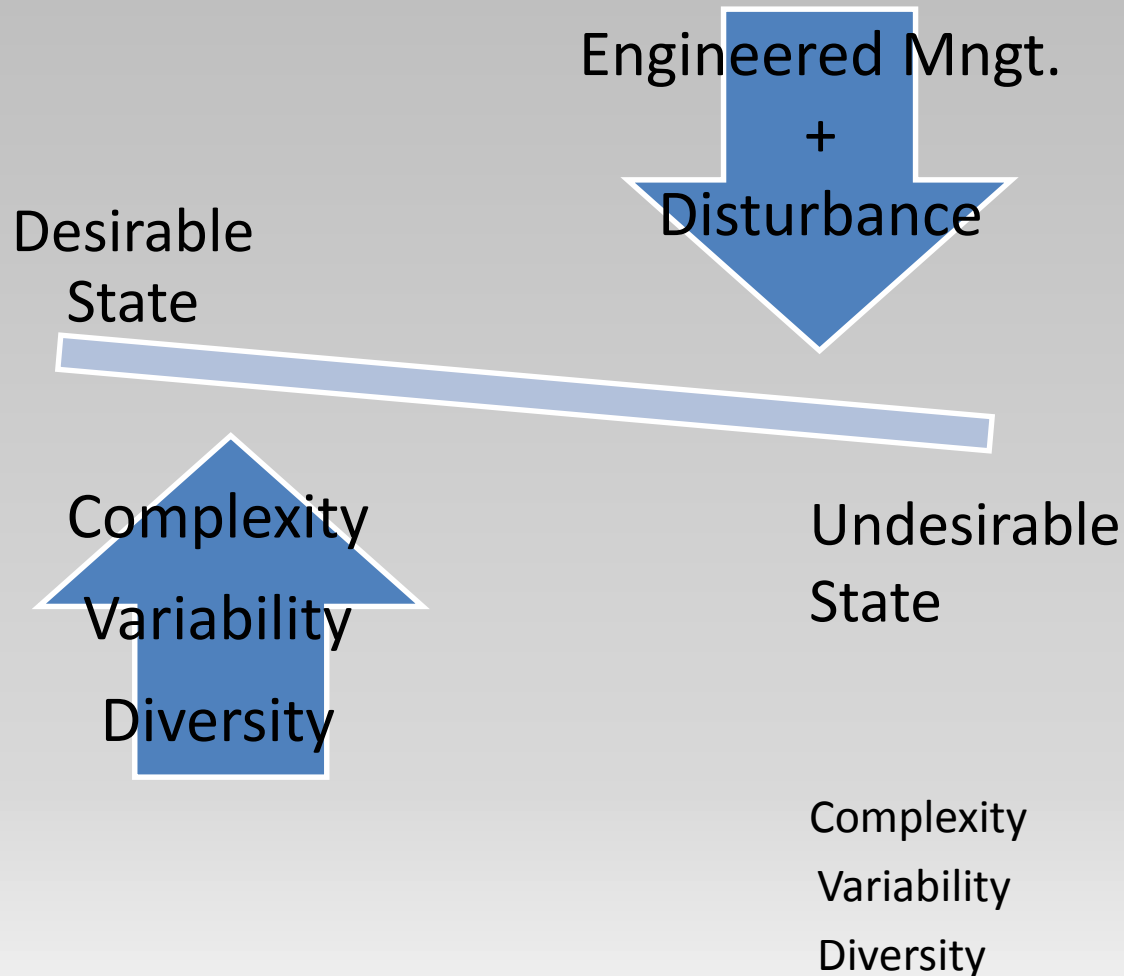 Engineered Mngt.
+
Disturbance
Desirable
State
Complexity
Variability
Diversity
Undesirable
State
Complexity
Variability
Diversity